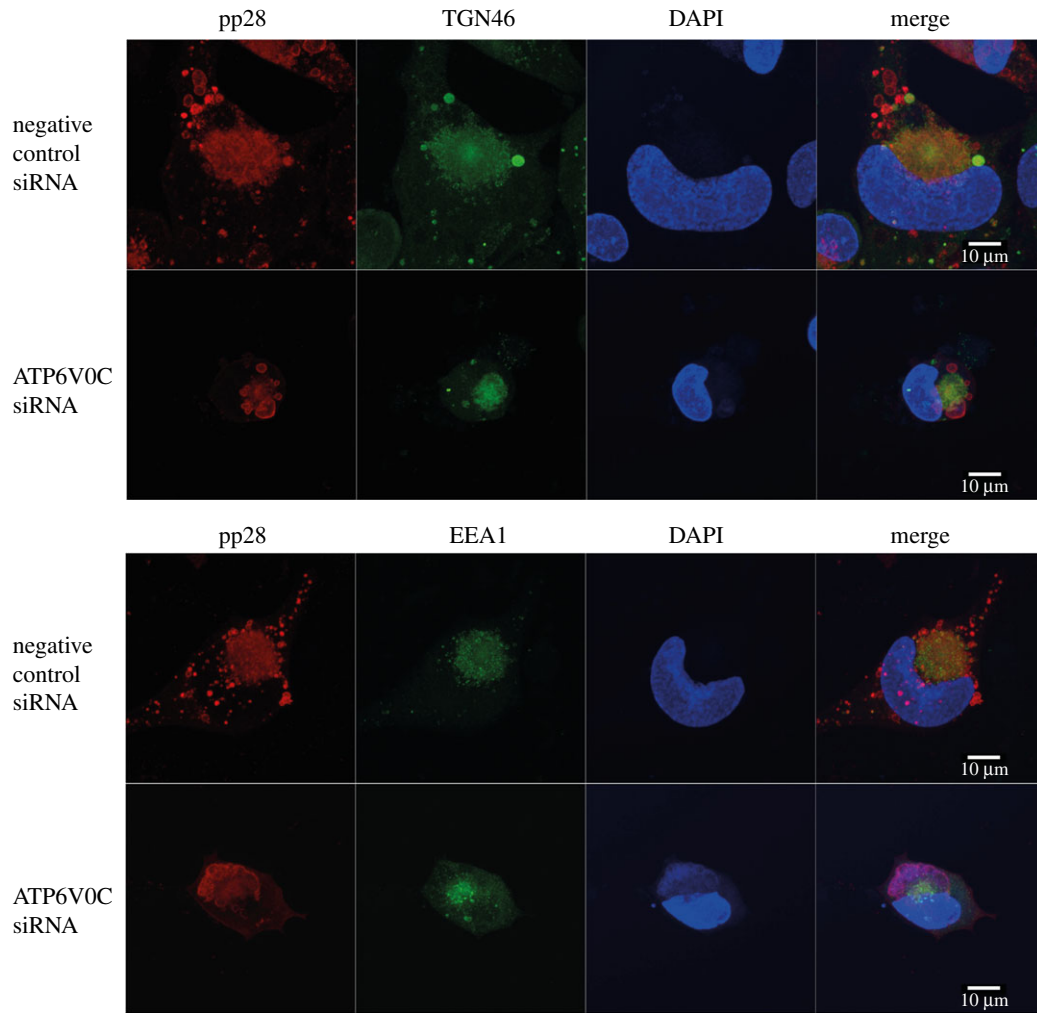 pp28 TGN46 DAPI merge
negative
control
siRNA
10 µm
ATP6V0C
siRNA
10 µm
pp28 EEA1 DAPI merge
negative
control
siRNA
10 µm
ATP6V0C
siRNA
10 µm